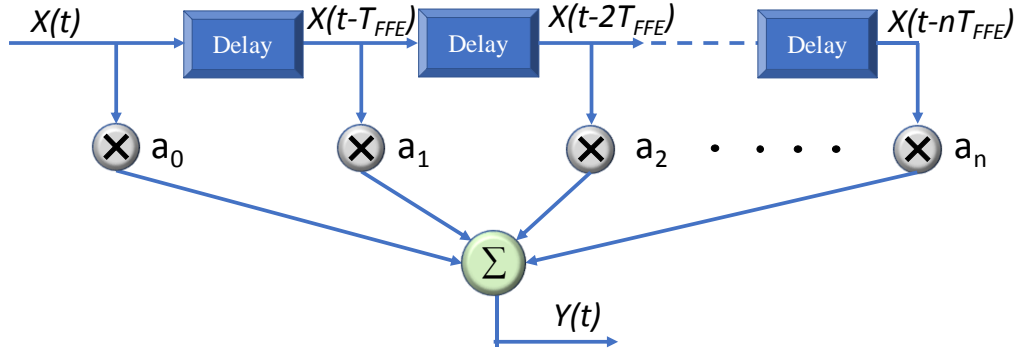 X(t) Delay X(t-T_FFE) Delay X(t-2T_FFE) Delay X(t-nT_FFE)
× a₀ × a₁ × a₂ · · · · × aₙ
Σ
Y(t)